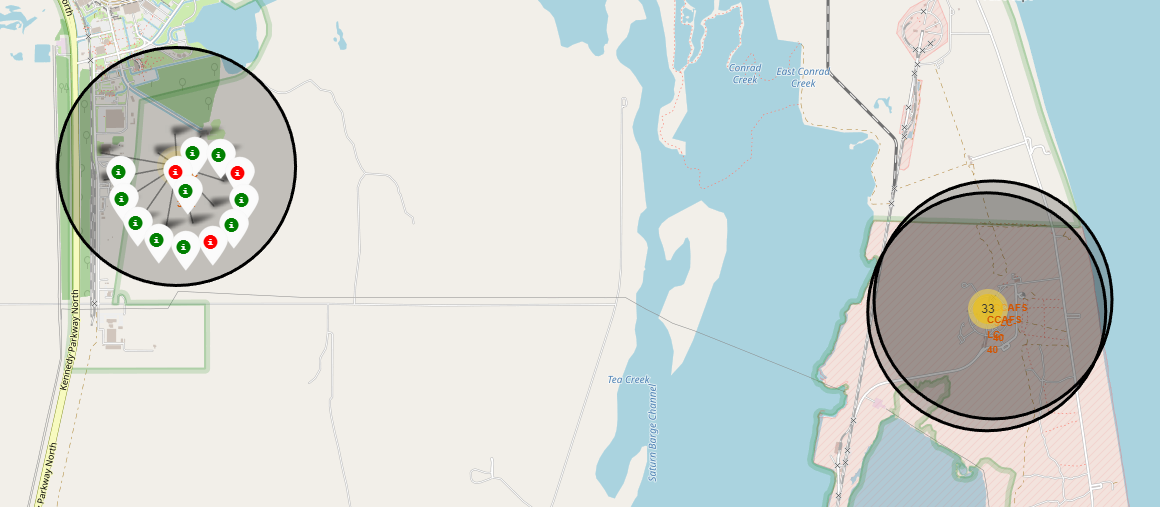 Conrad
Creek
East Conrad
Creek
Kennedy Parkway North
Parkway North
Tea Creek
Saturn Barge Channel
33
CCAFS
40
40